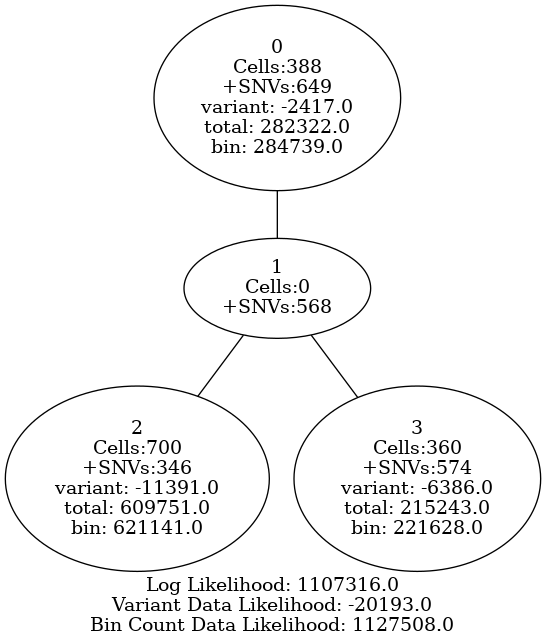 0
Cells:388
+SNVs:649
variant: -2417.0
total: 282322.0
bin: 284739.0
1
Cells:0
+SNVs:568
2
Cells:700
+SNVs:346
variant: -11391.0
total: 609751.0
bin: 621141.0
3
Cells:360
+SNVs:574
variant: -6386.0
total: 215243.0
bin: 221628.0
Log Likelihood: 1107316.0
Variant Data Likelihood: -20193.0
Bin Count Data Likelihood: 1127508.0